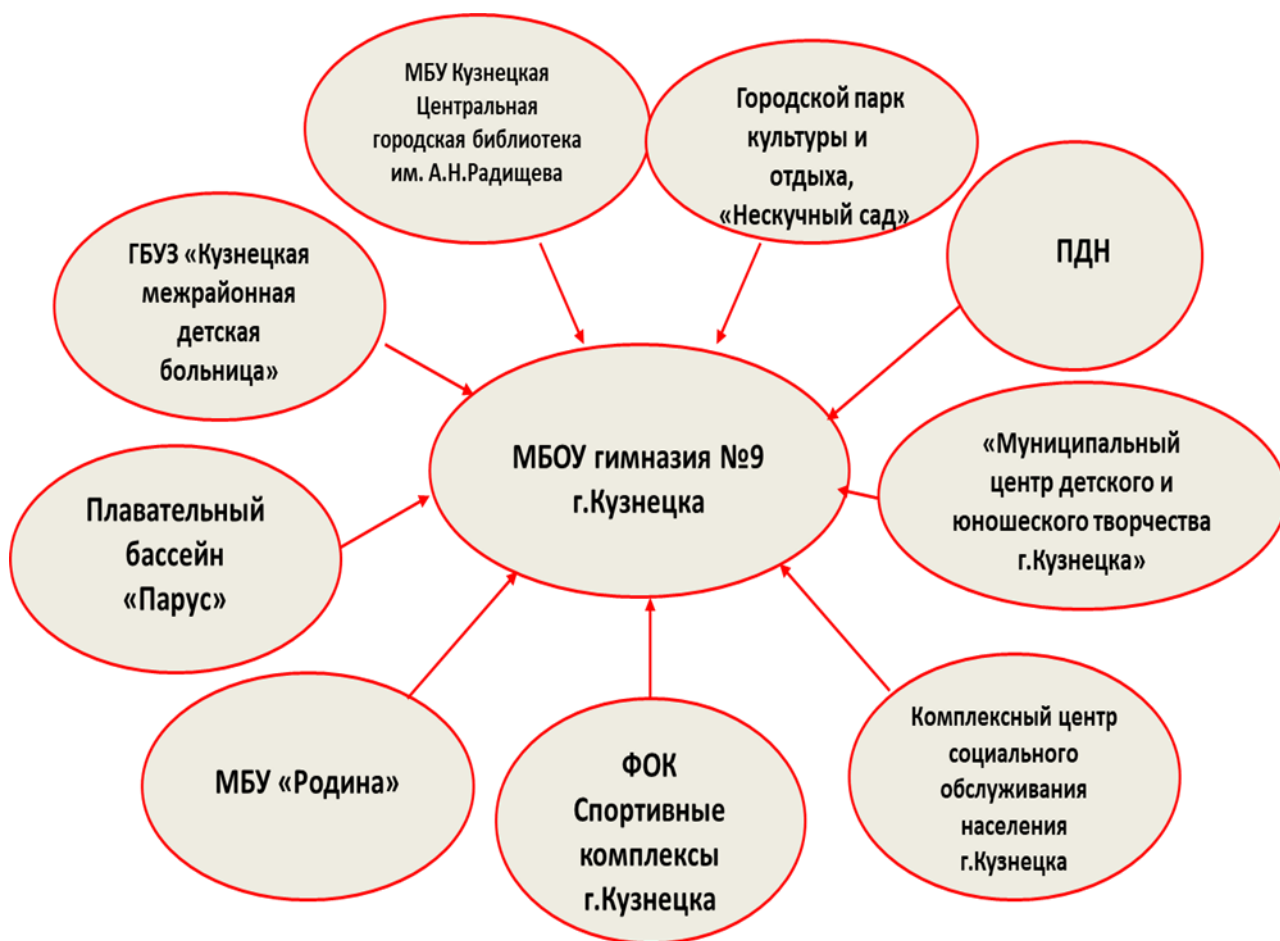 МБУ Кузнецкая
Центральная
городская библиотека
им. А.Н.Радищева
Городской парк
культуры и
отдыха,
«Нескучный сад»
ПДН
ГБУЗ «Кузнецкая
межрайонная
детская
больница»
МБОУ гимназия №9
г.Кузнецка
«Муниципальный
центр детского и
юношеского творчества
г.Кузнецка»
Плавательный
бассейн
«Парус»
МБУ «Родина»
ФОК
Спортивные
комплексы
г.Кузнецка
Комплексный центр
социального
обслуживания
населения
г.Кузнецка